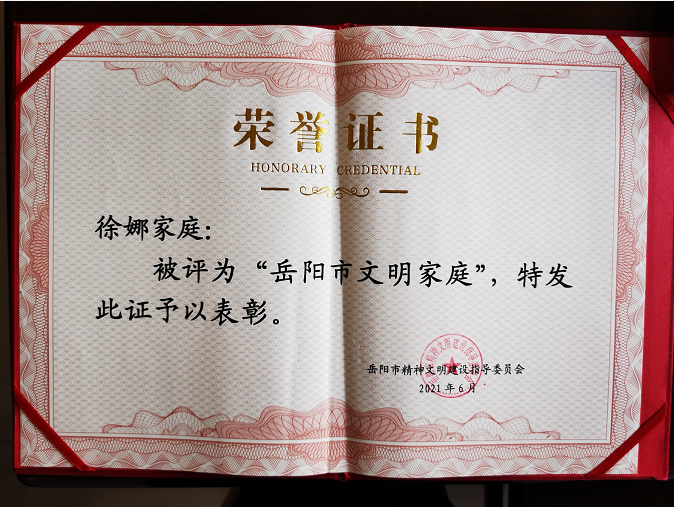 荣誉证书
HONORARY CREDENTIAL
徐娜家庭：
被评为“岳阳市文明家庭”，特发
此证予以表彰。
岳阳市精神文明建设指导委员会
2021年6月